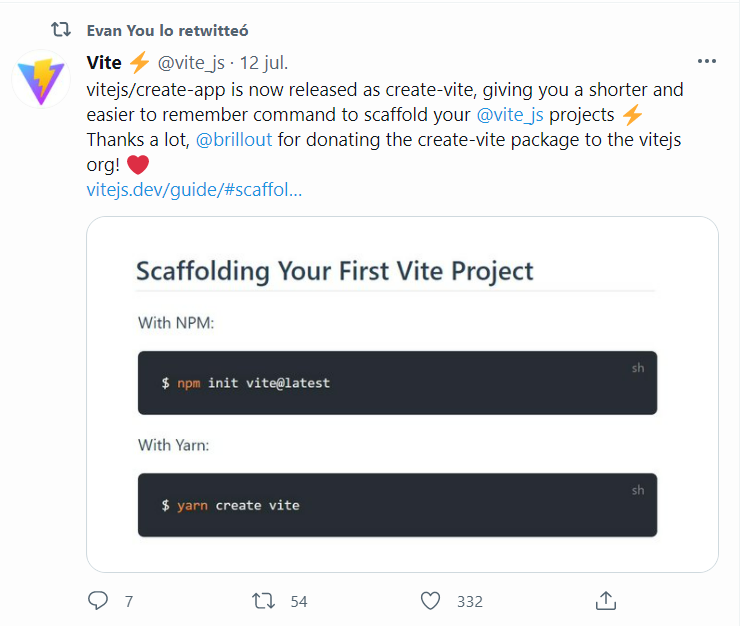 Evan You lo retwitteó
Vite ⚡ @vite_js · 12 jul.
vitejs/create-app is now released as create-vite, giving you a shorter and
easier to remember command to scaffold your @vite_js projects ⚡
Thanks a lot, @brillout for donating the create-vite package to the vitejs
org! ❤️
vitejs.dev/guide/#scaffol...
Scaffolding Your First Vite Project
With NPM:
sh
$ npm init vite@latest
With Yarn:
sh
$ yarn create vite
7 54 332